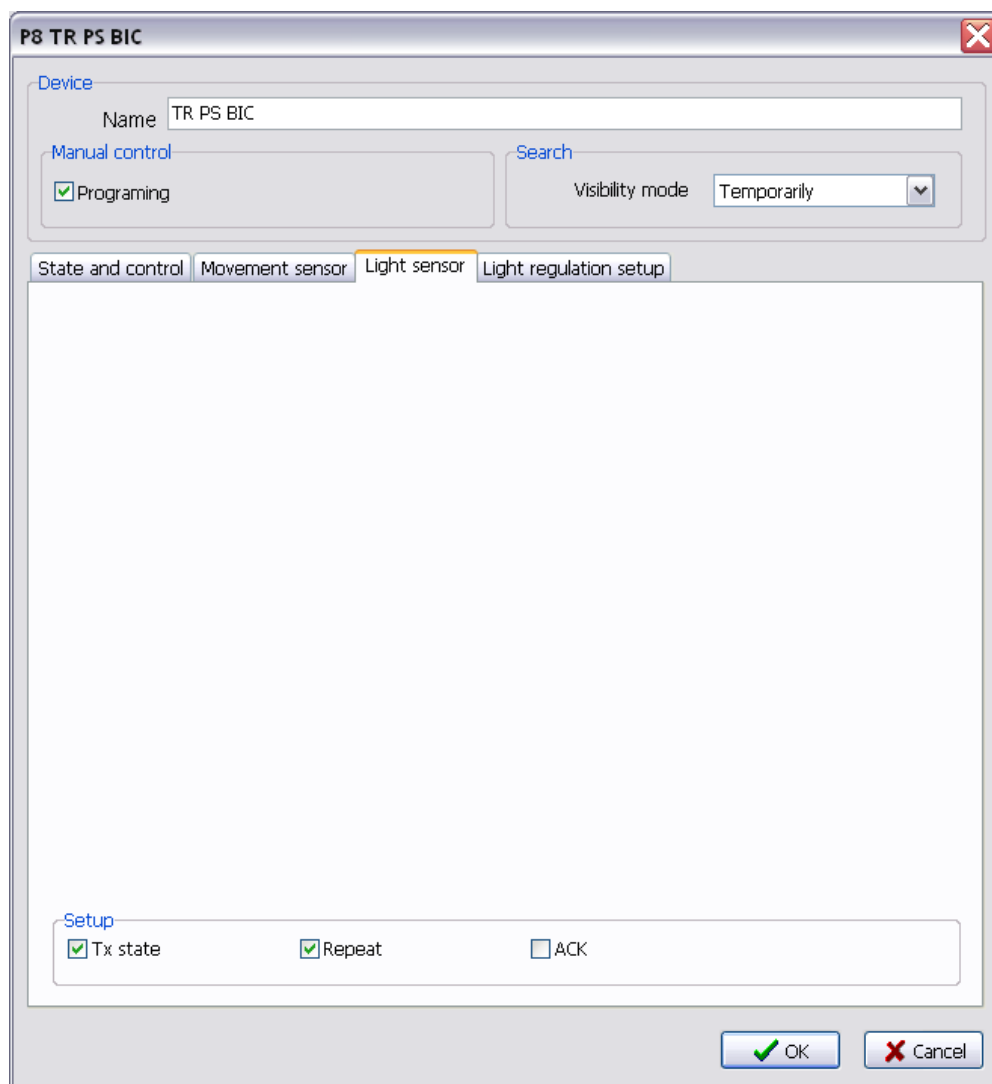 P8 TR PS BIC
Device
Name TR PS BIC
Manual control
Search
Programing
Visibility mode Temporarily
State and control Movement sensor Light sensor Light regulation setup
Setup
Tx state Repeat ACK
OK Cancel